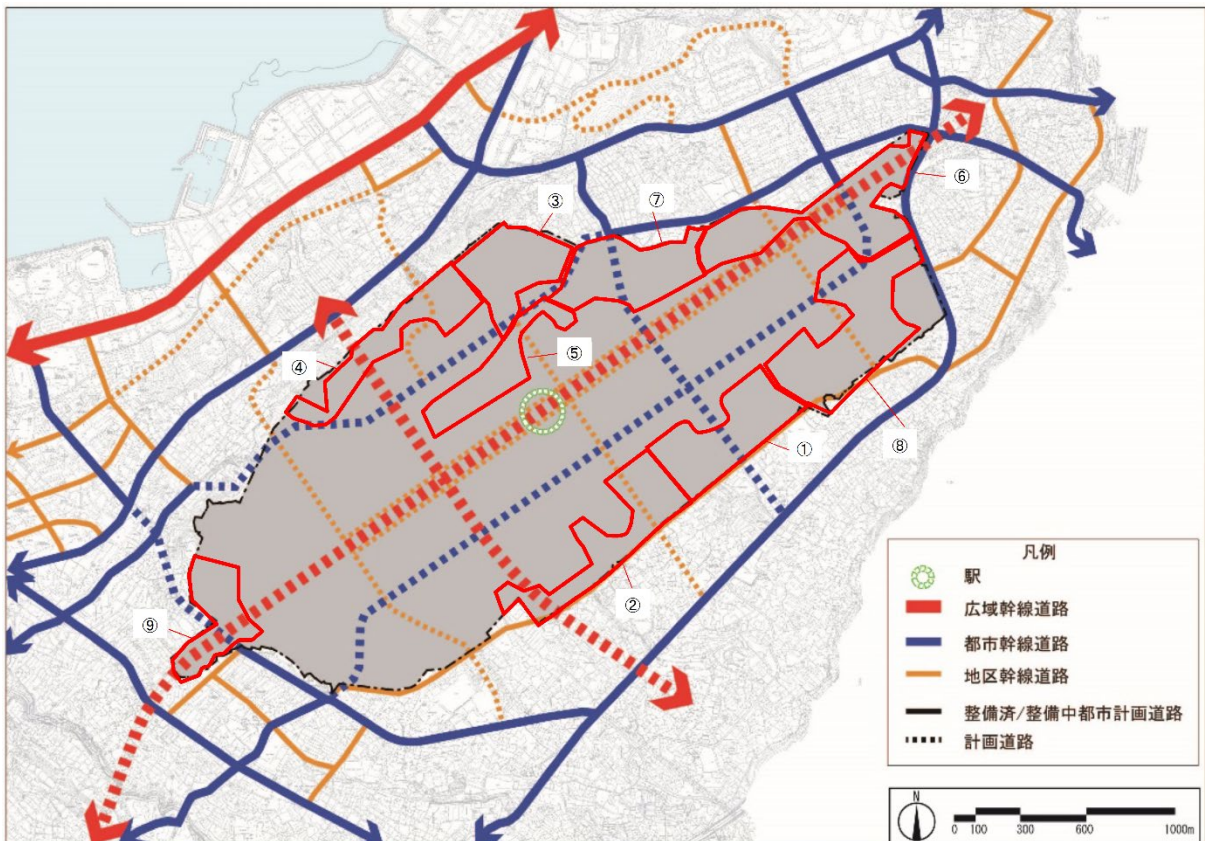 ③
⑦
⑥
④
⑤
①
⑧
②
⑨
凡例
駅
広域幹線道路
都市幹線道路
地区幹線道路
整備済/整備中都市計画道路
計画道路
N
0 100 300 600 1000m